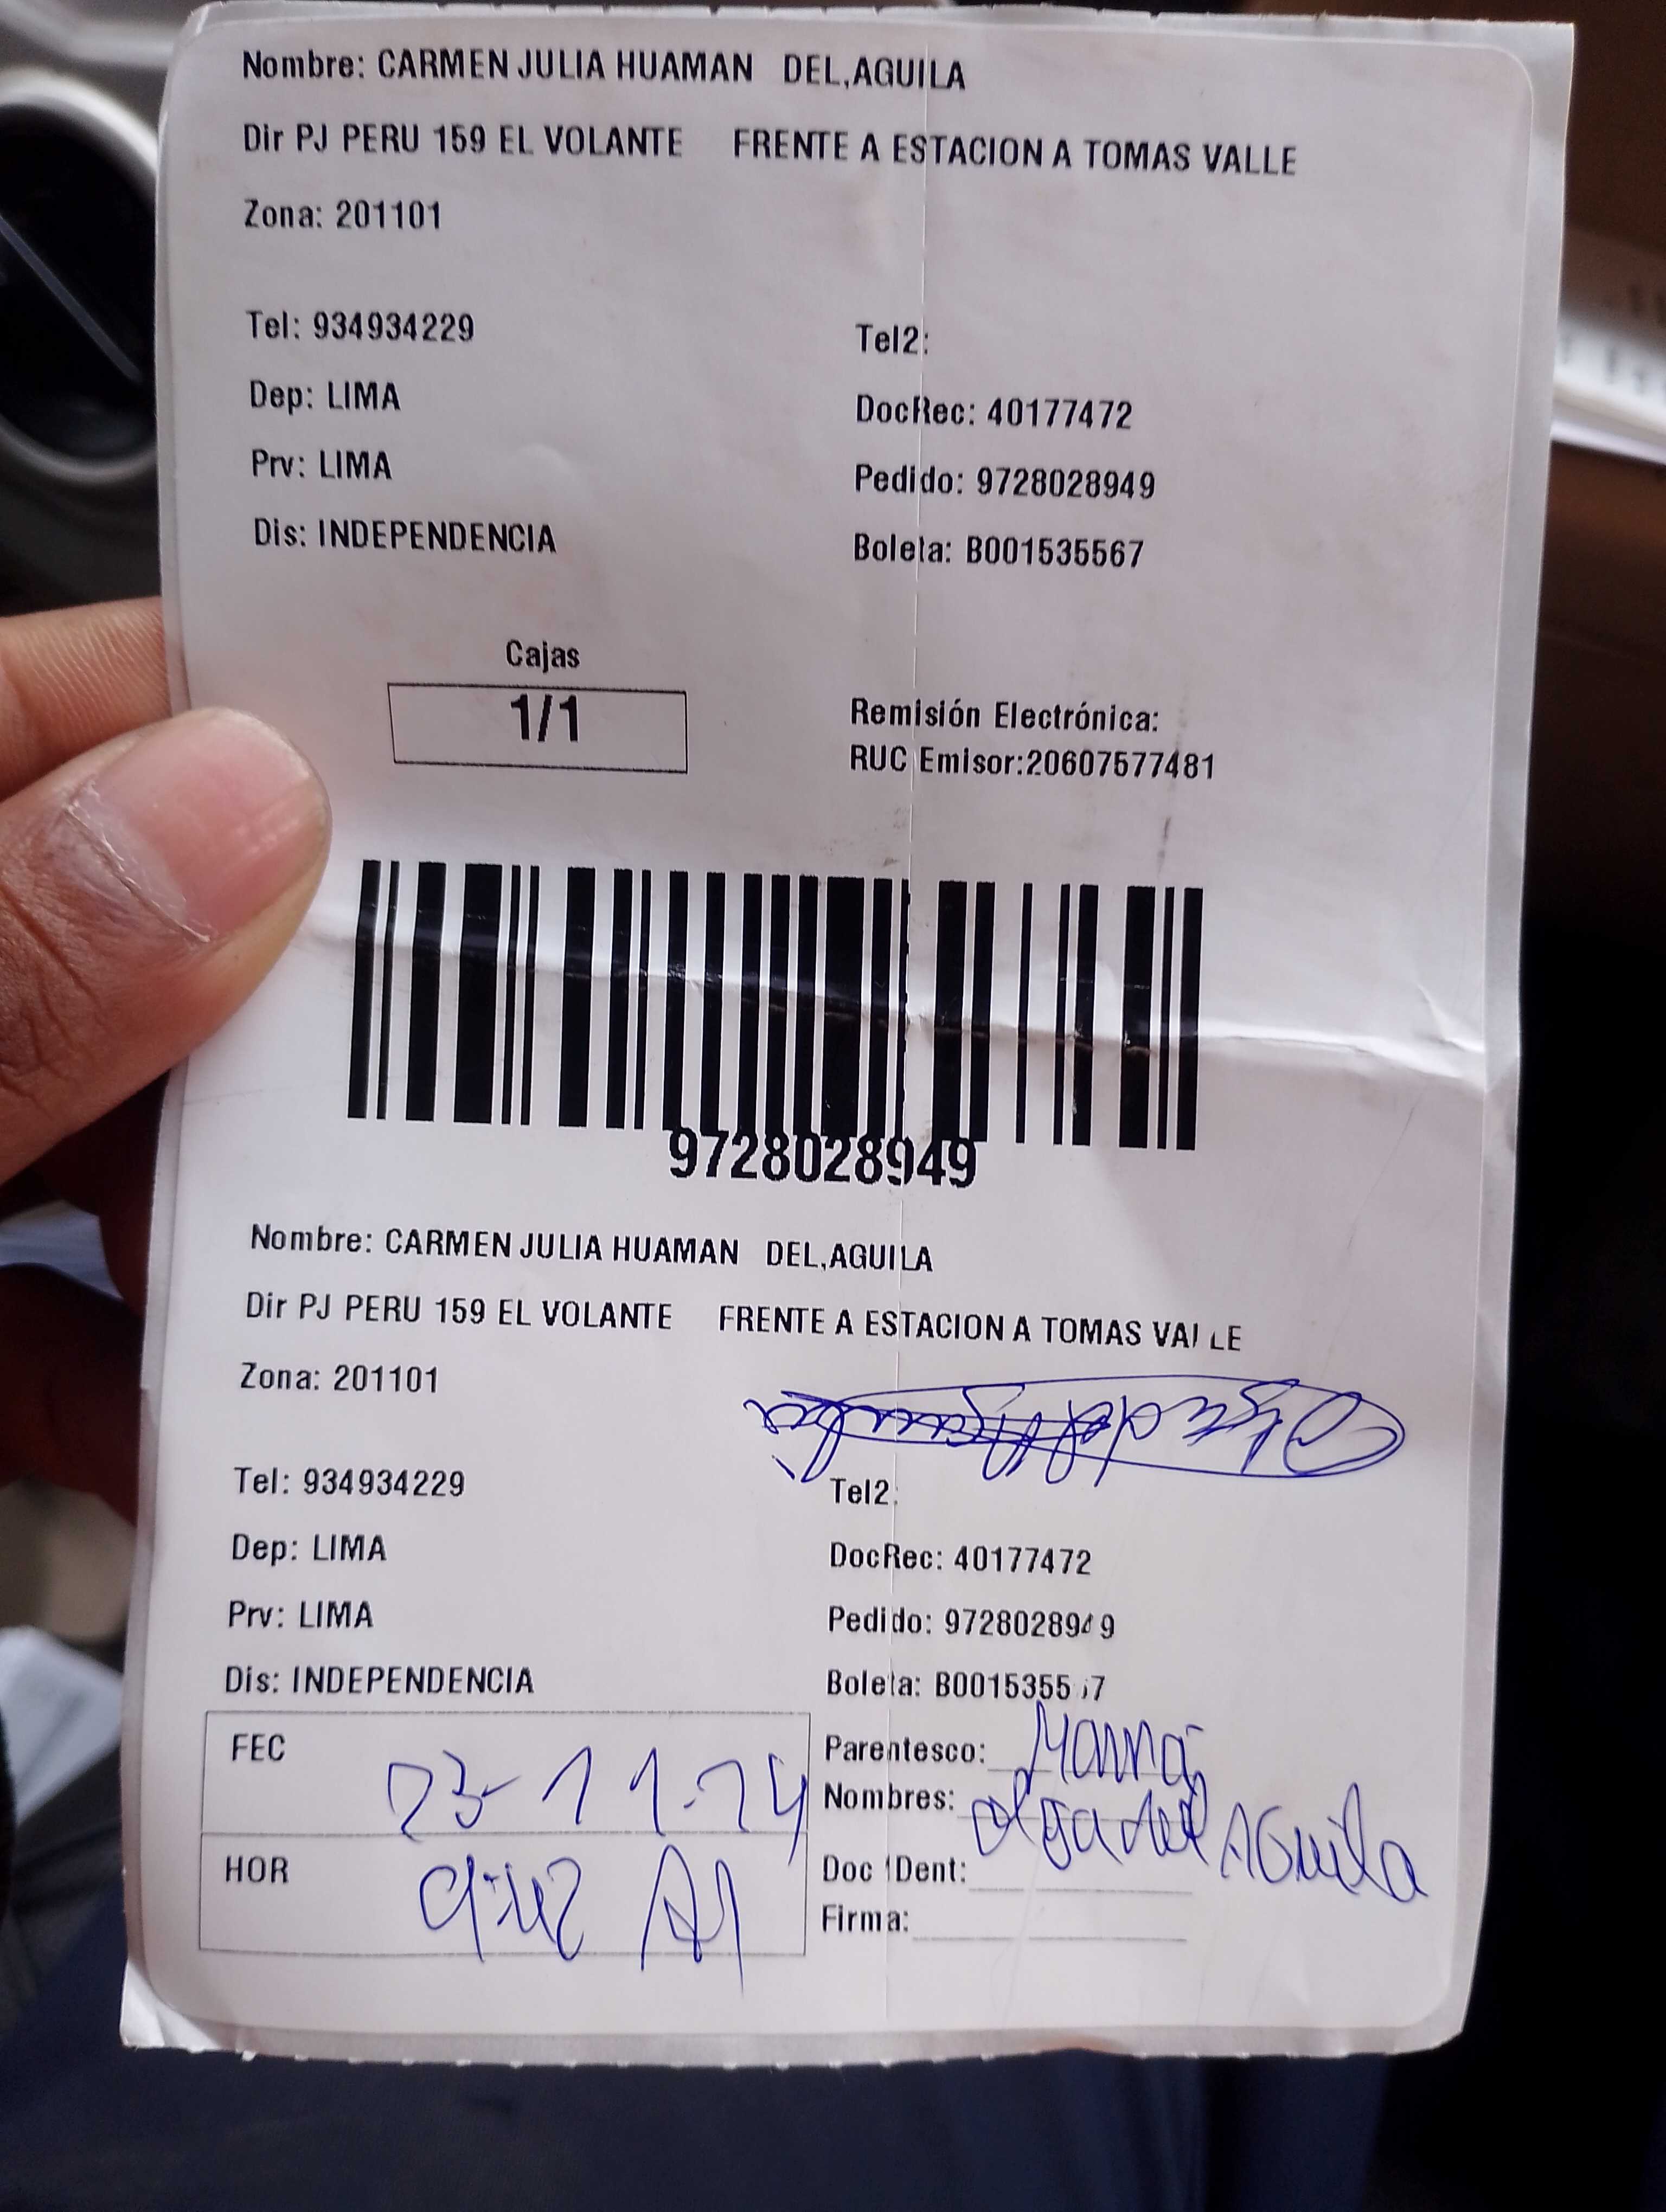 Nombre: CARMEN JULIA HUAMAN DEL,AGUILA
Dir PJ PERU 159 EL VOLANTE FRENTE A ESTACION A TOMAS VALLE
Zona: 201101
Tel: 934934229 Tel2:
Dep: LIMA DocRec: 40177472
Prv: LIMA Pedido: 9728028949
Dis: INDEPENDENCIA Boleta: B001535567
Cajas
1/1
Remisión Electrónica:
RUC Emisor:20607577481
9728028949
Nombre: CARMEN JULIA HUAMAN DEL,AGUILA
Dir PJ PERU 159 EL VOLANTE FRENTE A ESTACION A TOMAS VALLE
Zona: 201101
Tel: 934934229 Tel2:
Dep: LIMA DocRec: 40177472
Prv: LIMA Pedido: 9728028949
Dis: INDEPENDENCIA Boleta: B001535567
FEC 23-11-24
HOR
Parentesco: Mamá
Nombres: Olga del Aguila
Doc IDent:
Firma: